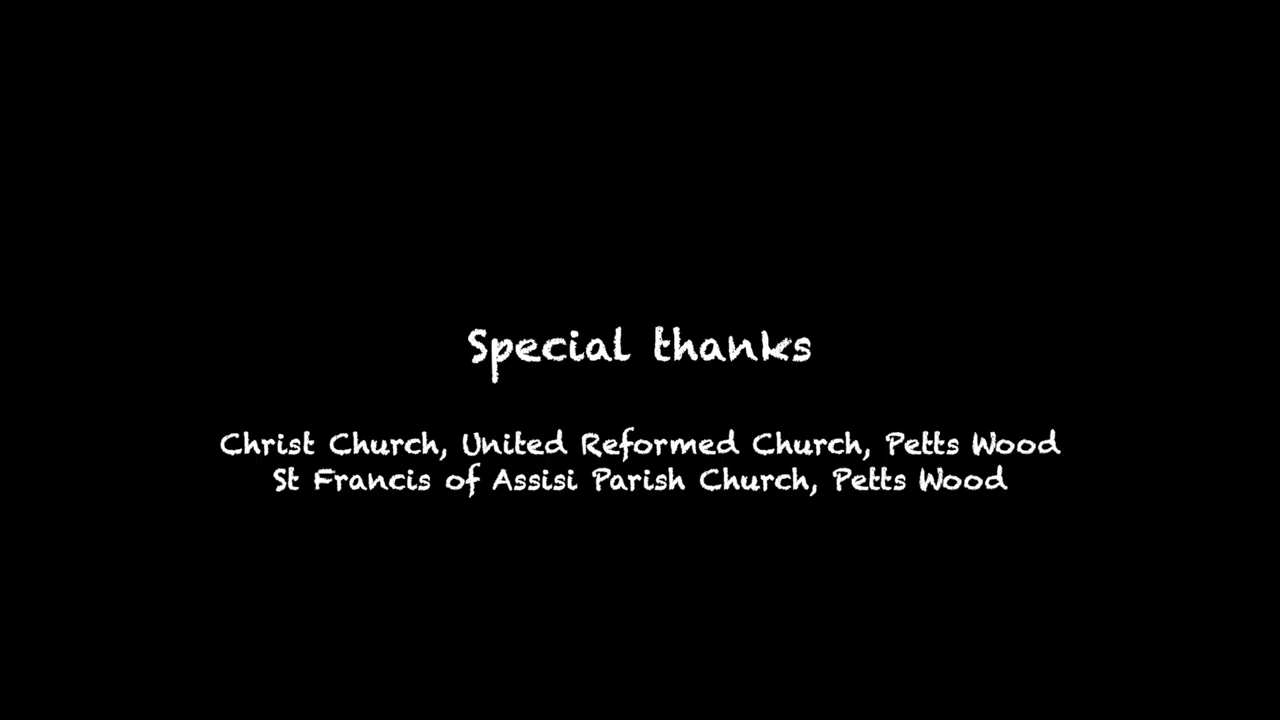 Special thanks
Christ Church, United Reformed Church, Petts Wood
St Francis of Assisi Parish Church, Petts Wood